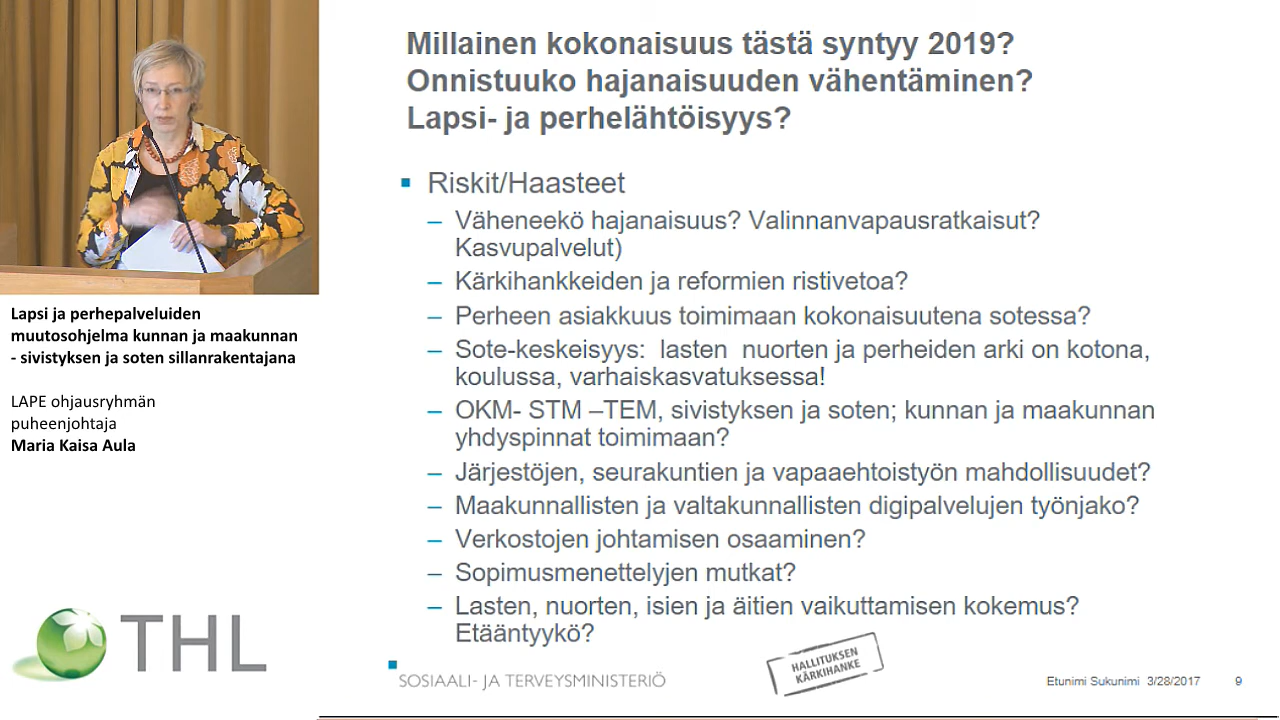 Millainen kokonaisuus tästä syntyy 2019?
Onnistuuko hajanaisuuden vähentäminen?
Lapsi- ja perhelähtöisyys?
Riskit/Haasteet
– Väheneekö hajanaisuus? Valinnanvapausratkaisut?
Kasvupalvelut)
– Kärkihankkeiden ja reformien ristivetoa?
– Perheen asiakkuus toimimaan kokonaisuutena sotessa?
– Sote-keskeisyys: lasten nuorten ja perheiden arki on kotona,
koulussa, varhaiskasvatuksessa!
– OKM- STM –TEM, sivistyksen ja soten; kunnan ja maakunnan
yhdyspinnat toimimaan?
– Järjestöjen, seurakuntien ja vapaaehtoistyön mahdollisuudet?
– Maakunnallisten ja valtakunnallisten digipalvelujen työnjako?
– Verkostojen johtamisen osaaminen?
– Sopimusmenettelyjen mutkat?
– Lasten, nuorten, isien ja äitien vaikuttamisen kokemus?
Etääntyykö?
SOSIAALI- JA TERVEYSMINISTERIÖ
HALLITUKSEN
KÄRKIHANKE
Etunimi Sukunimi 3/28/2017 9
Lapsi ja perhepalveluiden
muutosohjelma kunnan ja maakunnan
- sivistyksen ja soten sillanrakentajana
LAPE ohjausryhmän
puheenjohtaja
Maria Kaisa Aula
THL